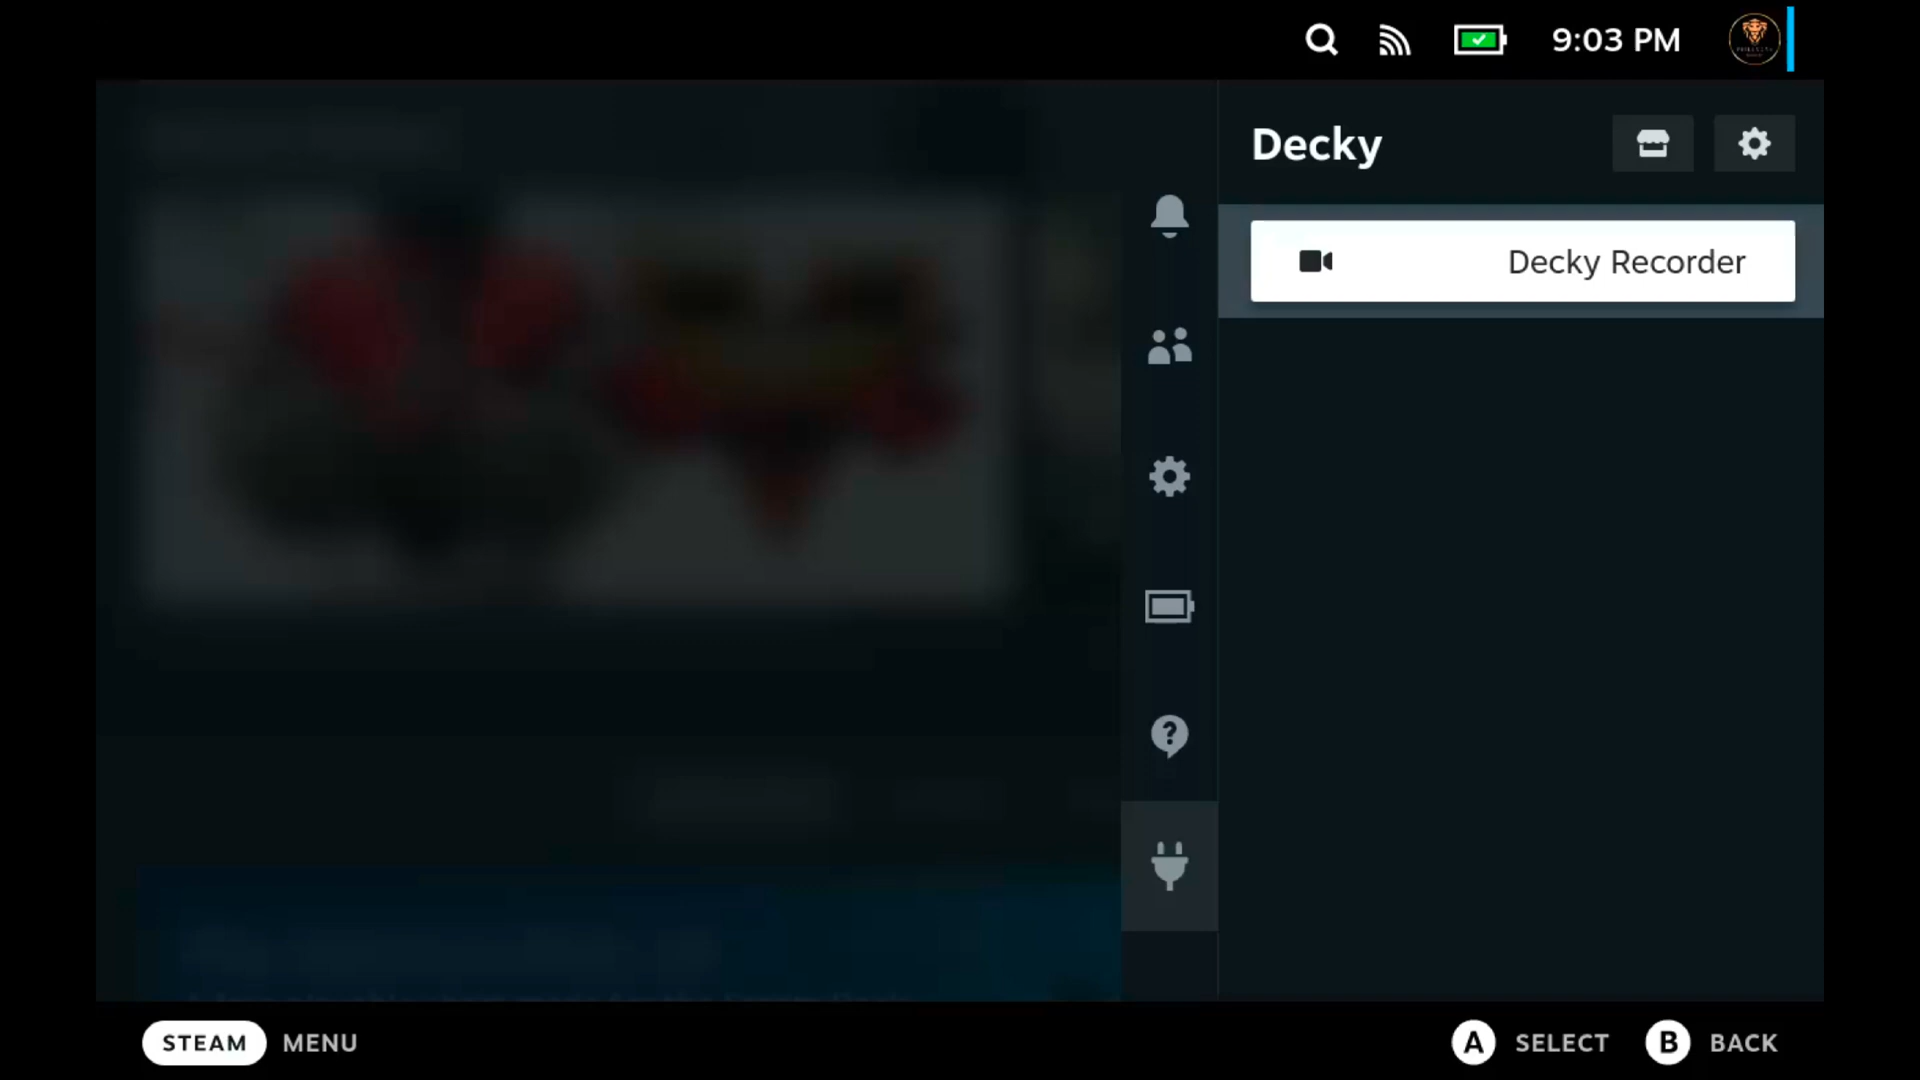 9:03 PM
Decky
Decky Recorder
STEAM MENU
A SELECT B BACK